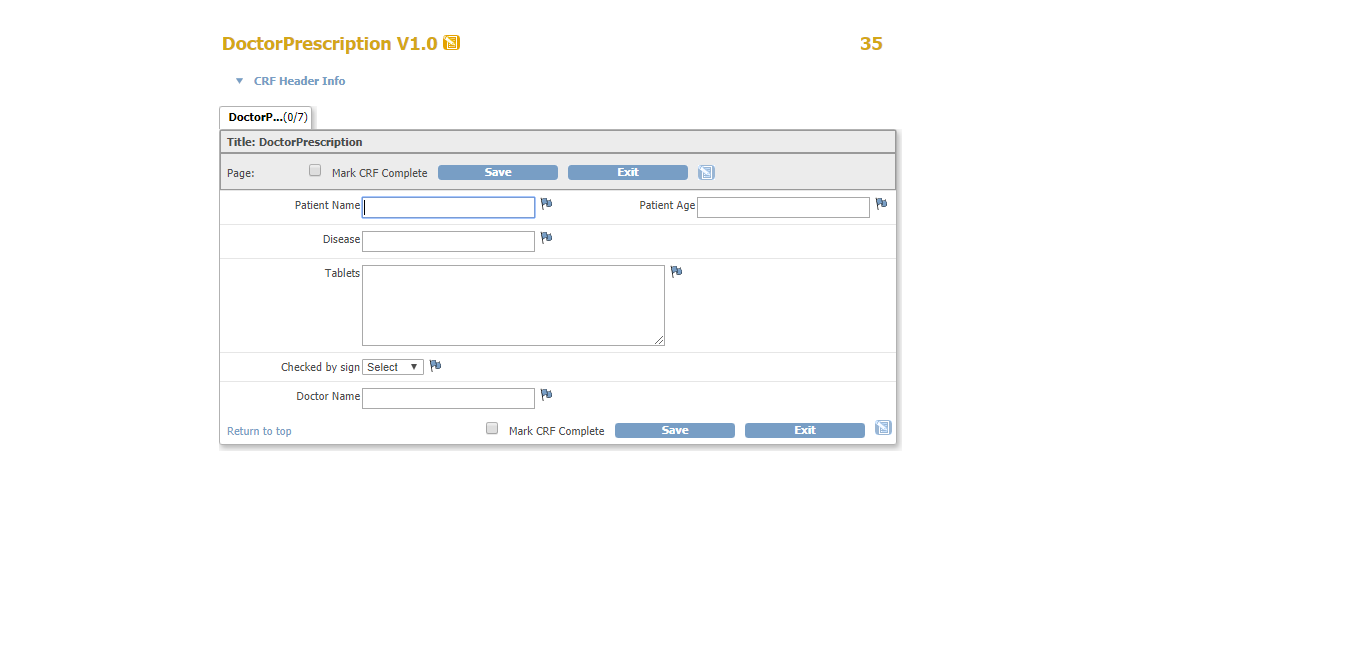 DoctorPrescription V1.0 35
CRF Header Info
DoctorP...(0/7)
Title: DoctorPrescription
Page: Mark CRF Complete Save Exit
Patient Name Patient Age
Disease
Tablets
Checked by sign Select
Doctor Name
Return to top Mark CRF Complete Save Exit